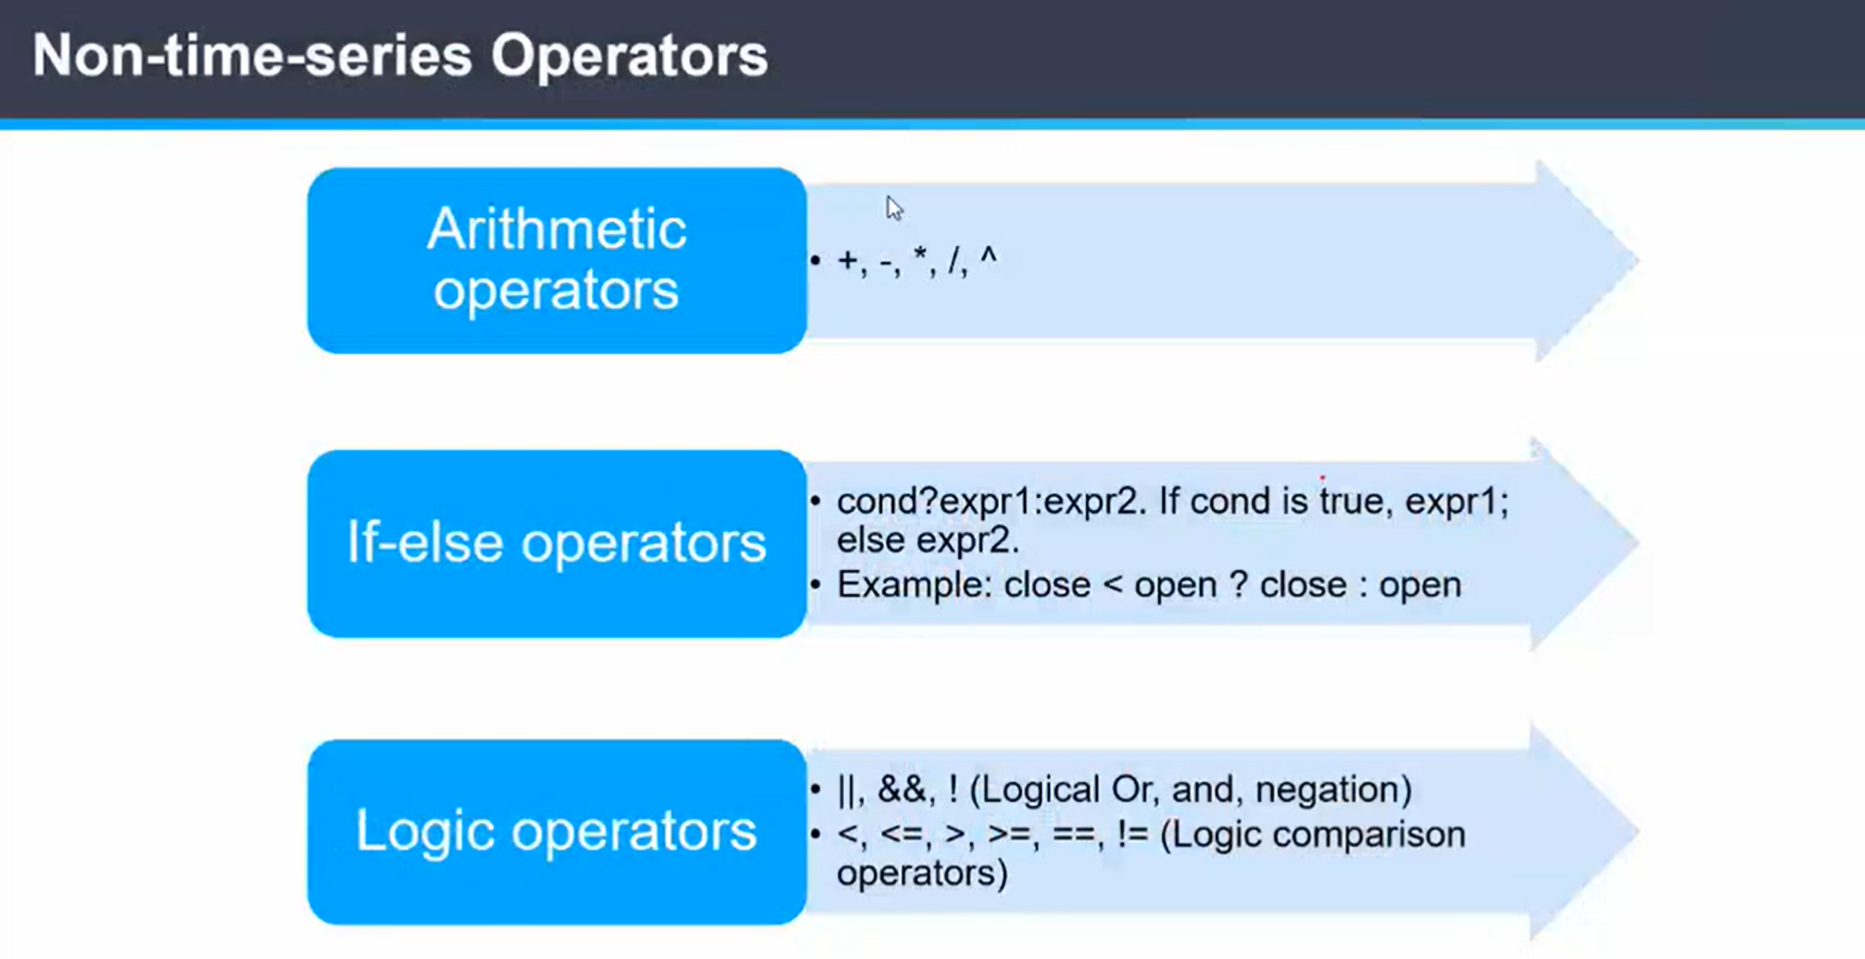 Non-time-series Operators
Arithmetic
operators
• +, -, *, /, ^
If-else operators
• cond?expr1:expr2. If cond is true, expr1;
else expr2.
• Example: close < open ? close : open
Logic operators
• ||, &&, ! (Logical Or, and, negation)
• <, <=, >, >=, ==, != (Logic comparison
operators)